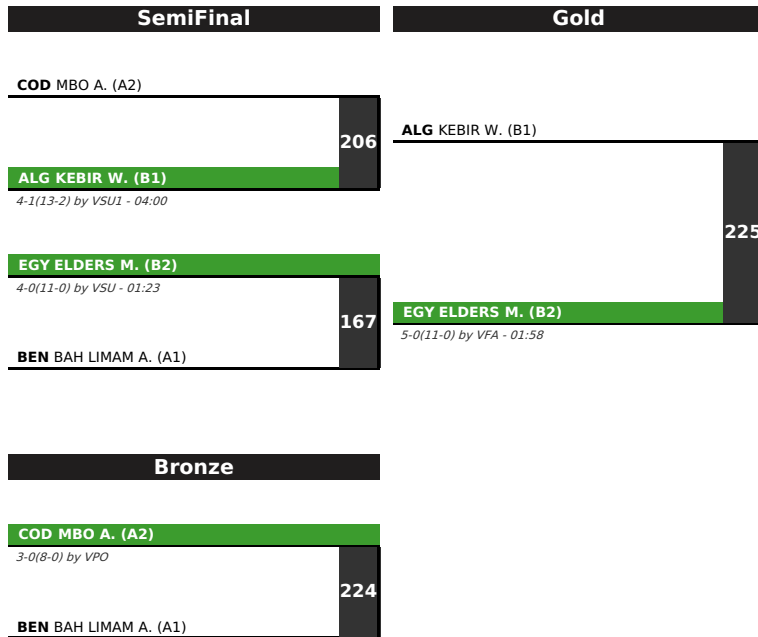 SemiFinal
COD MBO A. (A2)
206
ALG KEBIR W. (B1)
4-1(13-2) by VSU1 - 04:00
EGY ELDERS M. (B2)
4-0(11-0) by VSU - 01:23
167
BEN BAH LIMAM A. (A1)
Gold
ALG KEBIR W. (B1)
225
EGY ELDERS M. (B2)
5-0(11-0) by VFA - 01:58
Bronze
COD MBO A. (A2)
3-0(8-0) by VPO
224
BEN BAH LIMAM A. (A1)